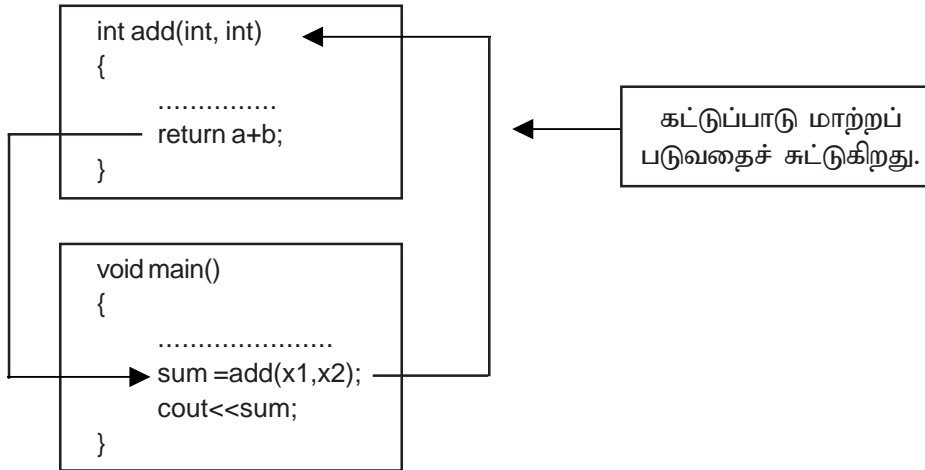 int add(int, int)
{
...............
return a+b;
}
கட்டுப்பாடு மாற்றப்
படுவதைச் சுட்டுகிறது.
void main()
{
......................
sum =add(x1,x2);
cout<<sum;
}